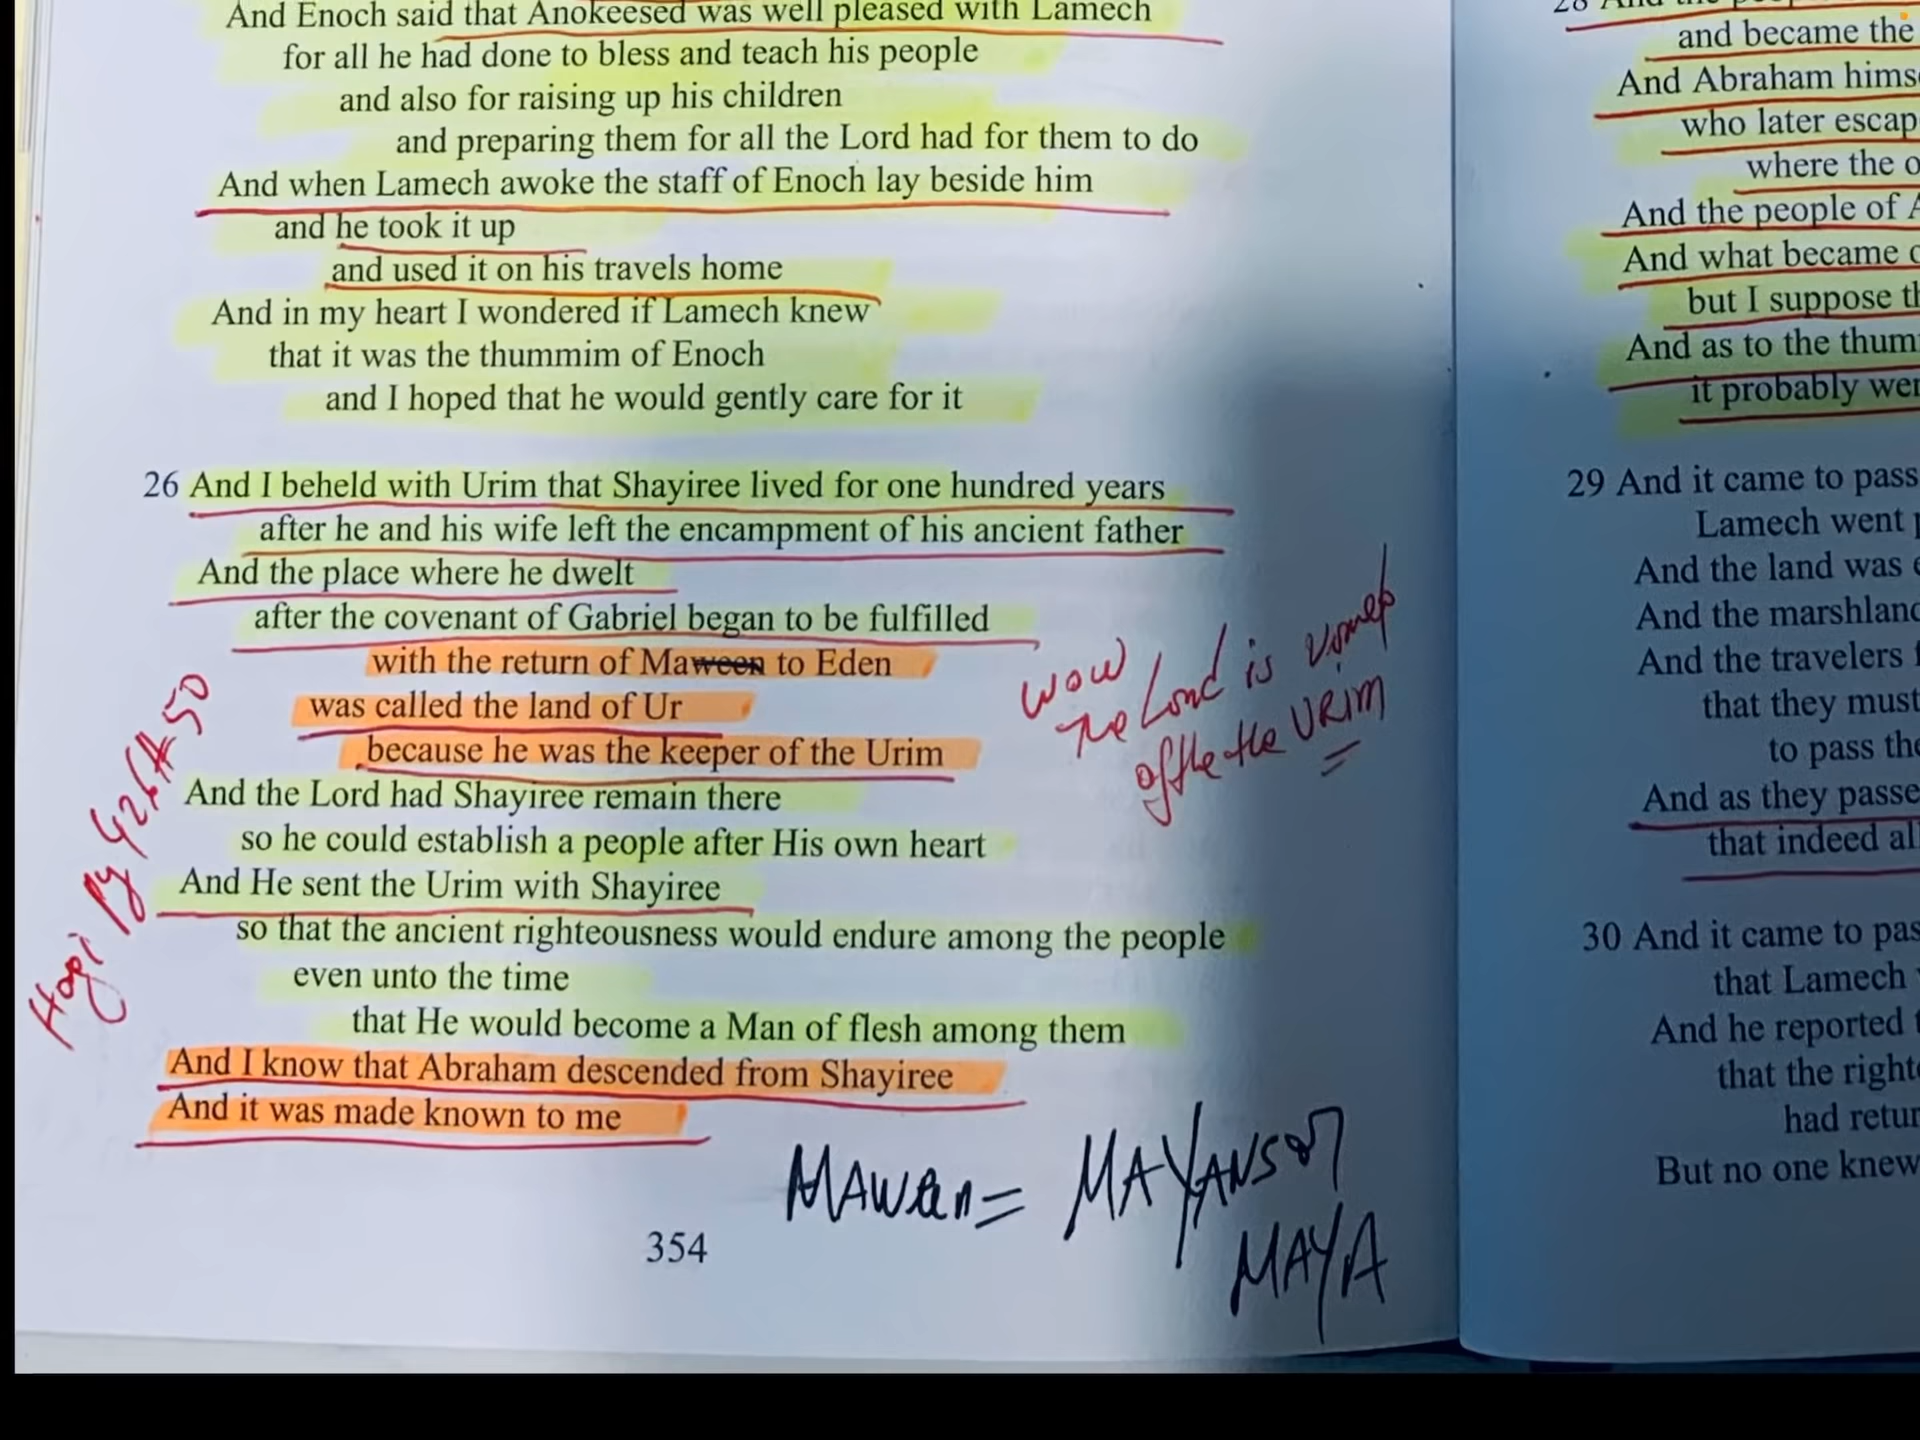 And Enoch said that Anokeesed was well pleased with Lamech
for all he had done to bless and teach his people
and also for raising up his children
and preparing them for all the Lord had for them to do
And when Lamech awoke the staff of Enoch lay beside him
and he took it up
and used it on his travels home
And in my heart I wondered if Lamech knew
that it was the thummim of Enoch
and I hoped that he would gently care for it
26 And I beheld with Urim that Shayiree lived for one hundred years
after he and his wife left the encampment of his ancient father
And the place where he dwelt
after the covenant of Gabriel began to be fulfilled
with the return of Maween to Eden
was called the land of Ur
because he was the keeper of the Urim
And the Lord had Shayiree remain there
so he could establish a people after His own heart
And He sent the Urim with Shayiree
so that the ancient righteousness would endure among the people
even unto the time
that He would become a Man of flesh among them
And I know that Abraham descended from Shayiree
And it was made known to me
354
wow
The Lord is
of the the URIM
MAWeen = MAYANS or
MAYA
28 And the
and became the
And Abraham
who later
where the
And the people of
And what became
but I suppose
And as to the
it probably
29 And it came to pass
Lamech went
And the land was
And the
And the travelers
that they must
to pass
And as they
that indeed
30 And it came to
that Lamech
And he reported
that the
had
But no one knew